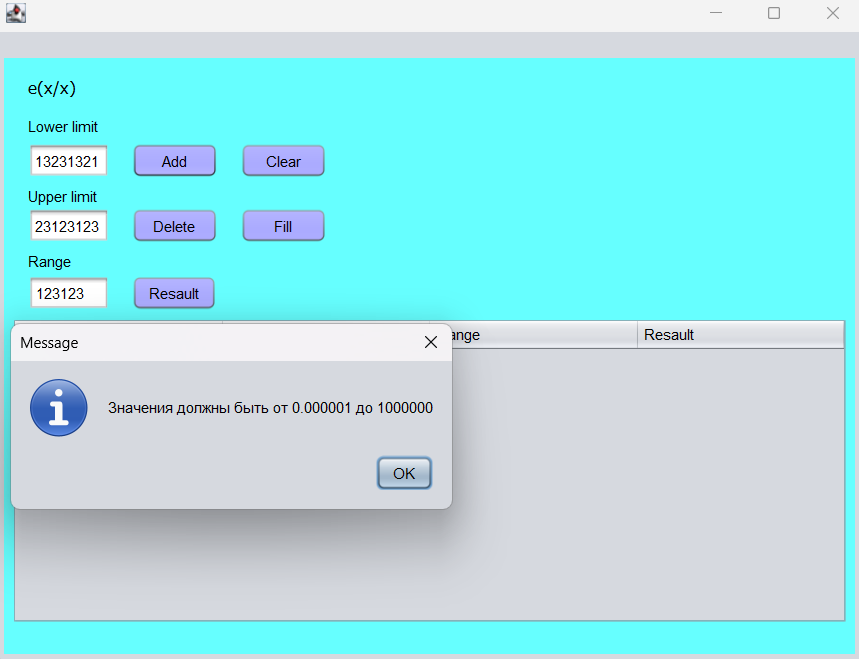 e(x/x)
Lower limit
13231321 Add Clear
Upper limit
23123123 Delete Fill
Range
123123 Resault
ange Resault
Message
Значения должны быть от 0.000001 до 1000000
OK